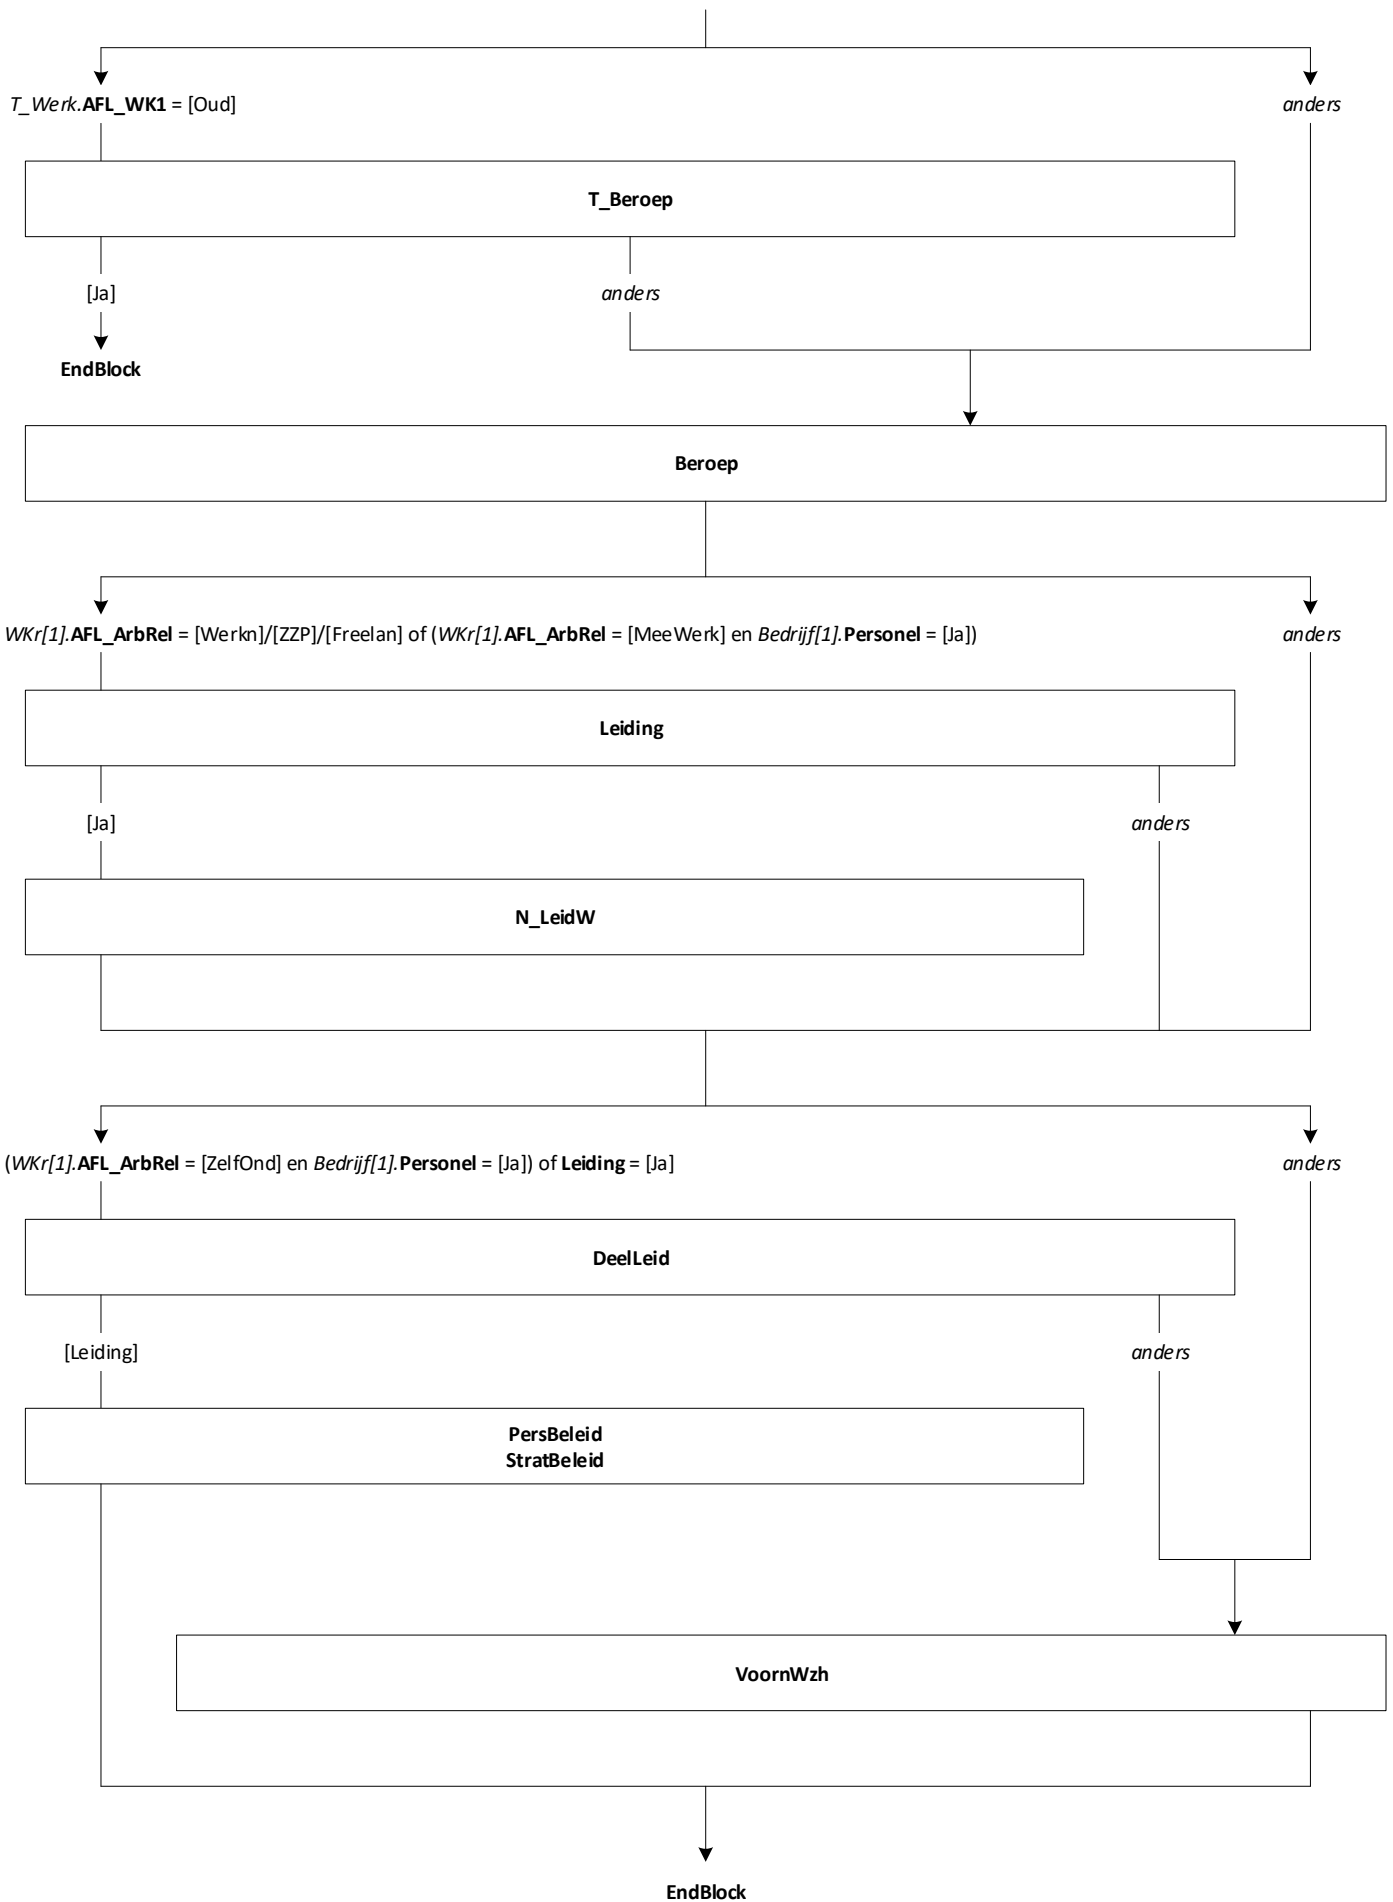 T_Werk.AFL_WK1 = [Oud]
anders
T_Beroep
[Ja]
anders
EndBlock
Beroep
WKr[1].AFL_ArbRel = [Werkn]/[ZZP]/[Freelan] of (WKr[1].AFL_ArbRel = [MeeWerk] en Bedrijf[1].Personel = [Ja])
anders
Leiding
[Ja]
anders
N_LeidW
(WKr[1].AFL_ArbRel = [ZelfOnd] en Bedrijf[1].Personel = [Ja]) of Leiding = [Ja]
anders
DeelLeid
[Leiding]
anders
PersBeleid
StratBeleid
VoornWzh
EndBlock